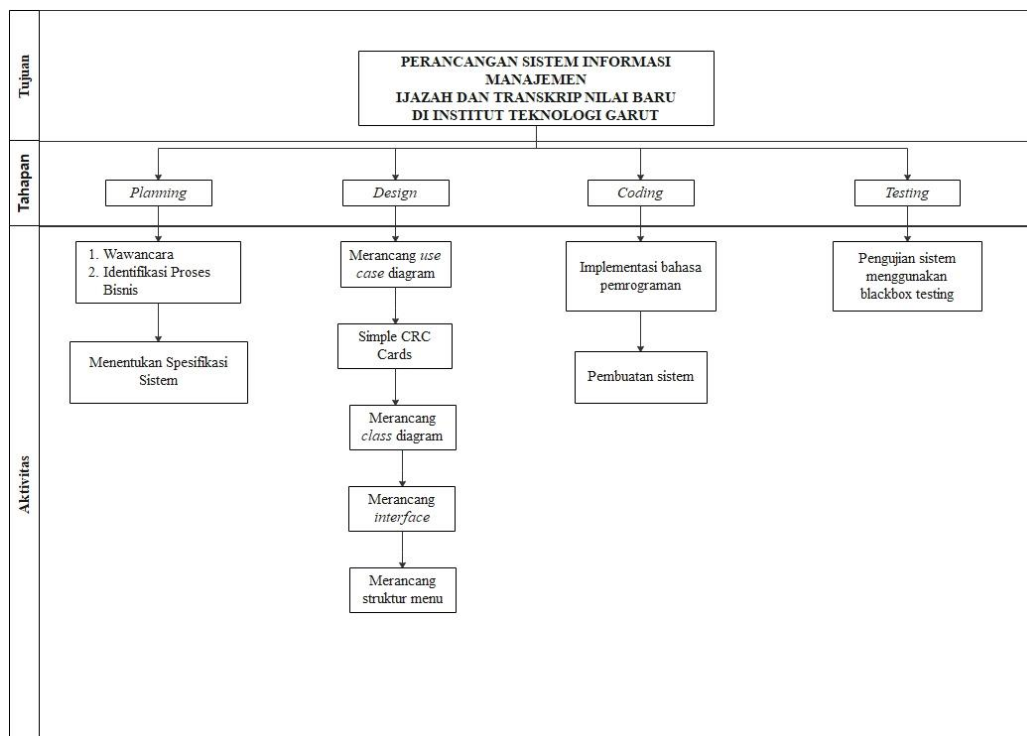 Tujuan
PERANCANGAN SISTEM INFORMASI
MANAJEMEN
IJAZAH DAN TRANSKRIP NILAI BARU
DI INSTITUT TEKNOLOGI GARUT
Tahapan
Planning
Design
Coding
Testing
Aktivitas
1. Wawancara
2. Identifikasi Proses
Bisnis
Menentukan Spesifikasi
Sistem
Merancang use
case diagram
Simple CRC
Cards
Merancang
class diagram
Merancang
interface
Merancang
struktur menu
Implementasi bahasa
pemrograman
Pembuatan sistem
Pengujian sistem
menggunakan
blackbox testing